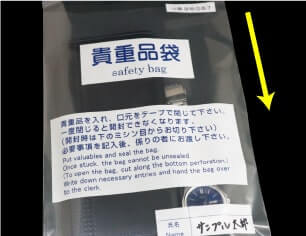 貴重品袋
safety bag
貴重品を入れ、口元をテープで閉じて下さい。
一度閉じると開封できなくなります。
(開封時は下のミシン目からお切り下さい)
必要事項を記入後、係りの者にお渡し下さい。
Put valuables and seal the bag.
Once stuck, the bag cannot be unsealed.
(To open the bag, cut along the bottom perforation.)
Write down necessary entries and hand the bag over
to the clerk.
氏名
Name
サンプル太郎